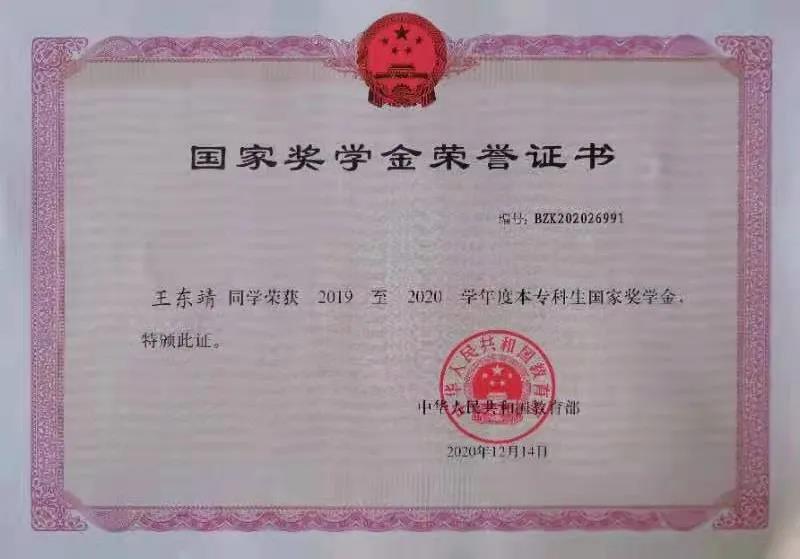 国家奖学金荣誉证书
编号: BZK202026991
王东靖 同学荣获 2019 至 2020 学年度本专科生国家奖学金,
特颁此证。
中华人民共和国教育部
中华人民共和国教育部
2020年12月14日